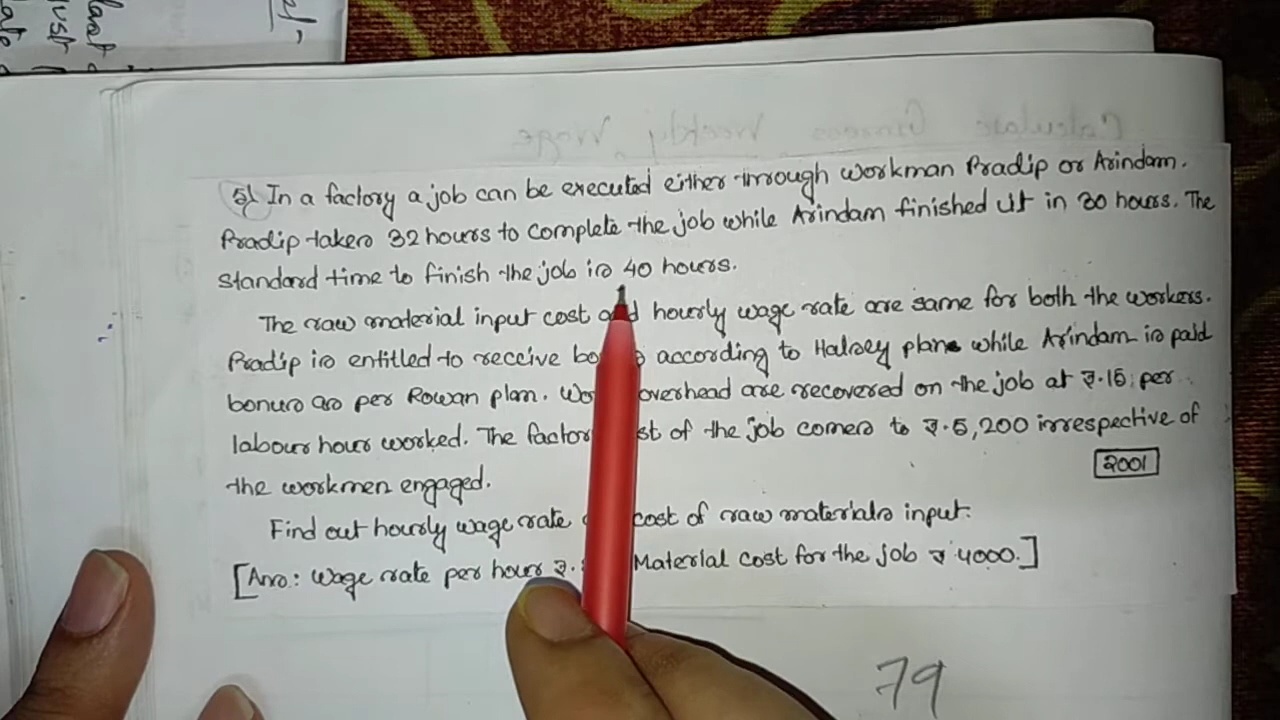 5) In a factory a job can be executed either through workman Pradip or Arindam.
Pradip takes 32 hours to complete the job while Arindam finished it in 30 hours. The
standard time to finish the job is 40 hours.
The raw material input cost and hourly wage rate are same for both the workers.
Pradip is entitled to receive according to Halsey plan while Arindam is paid
bonus as per Rowan plan. overhead are recovered on the job at ₹.15 per
labour hour worked. The of the job comes to ₹.5,200 irrespective of
the workmen engaged.
2001
Find out hourly wage rate cost of raw materials input.
[Ans.: Wage rate per hour ₹. Material cost for the job ₹ 4000.]
79
Calculate Gross Weekly Wage